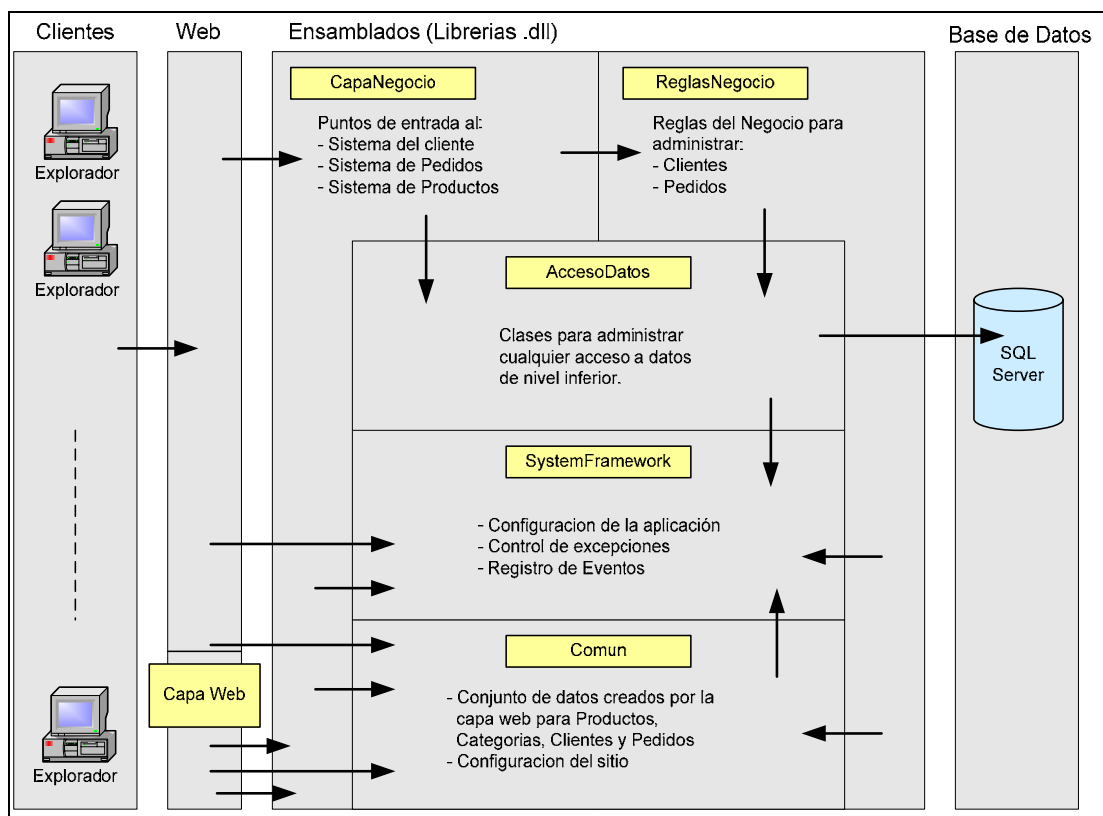 Clientes
Web
Ensamblados (Librerias .dll)
Base de Datos
CapaNegocio
ReglasNegocio
Puntos de entrada al:
- Sistema del cliente
- Sistema de Pedidos
- Sistema de Productos
Reglas del Negocio para
administrar:
- Clientes
- Pedidos
Explorador
Explorador
AccesoDatos
Clases para administrar
cualquier acceso a datos
de nivel inferior.
SQL
Server
SystemFramework
- Configuracion de la aplicación
- Control de excepciones
- Registro de Eventos
Comun
Capa Web
- Conjunto de datos creados por la
capa web para Productos,
Categorias, Clientes y Pedidos
- Configuracion del sitio
Explorador